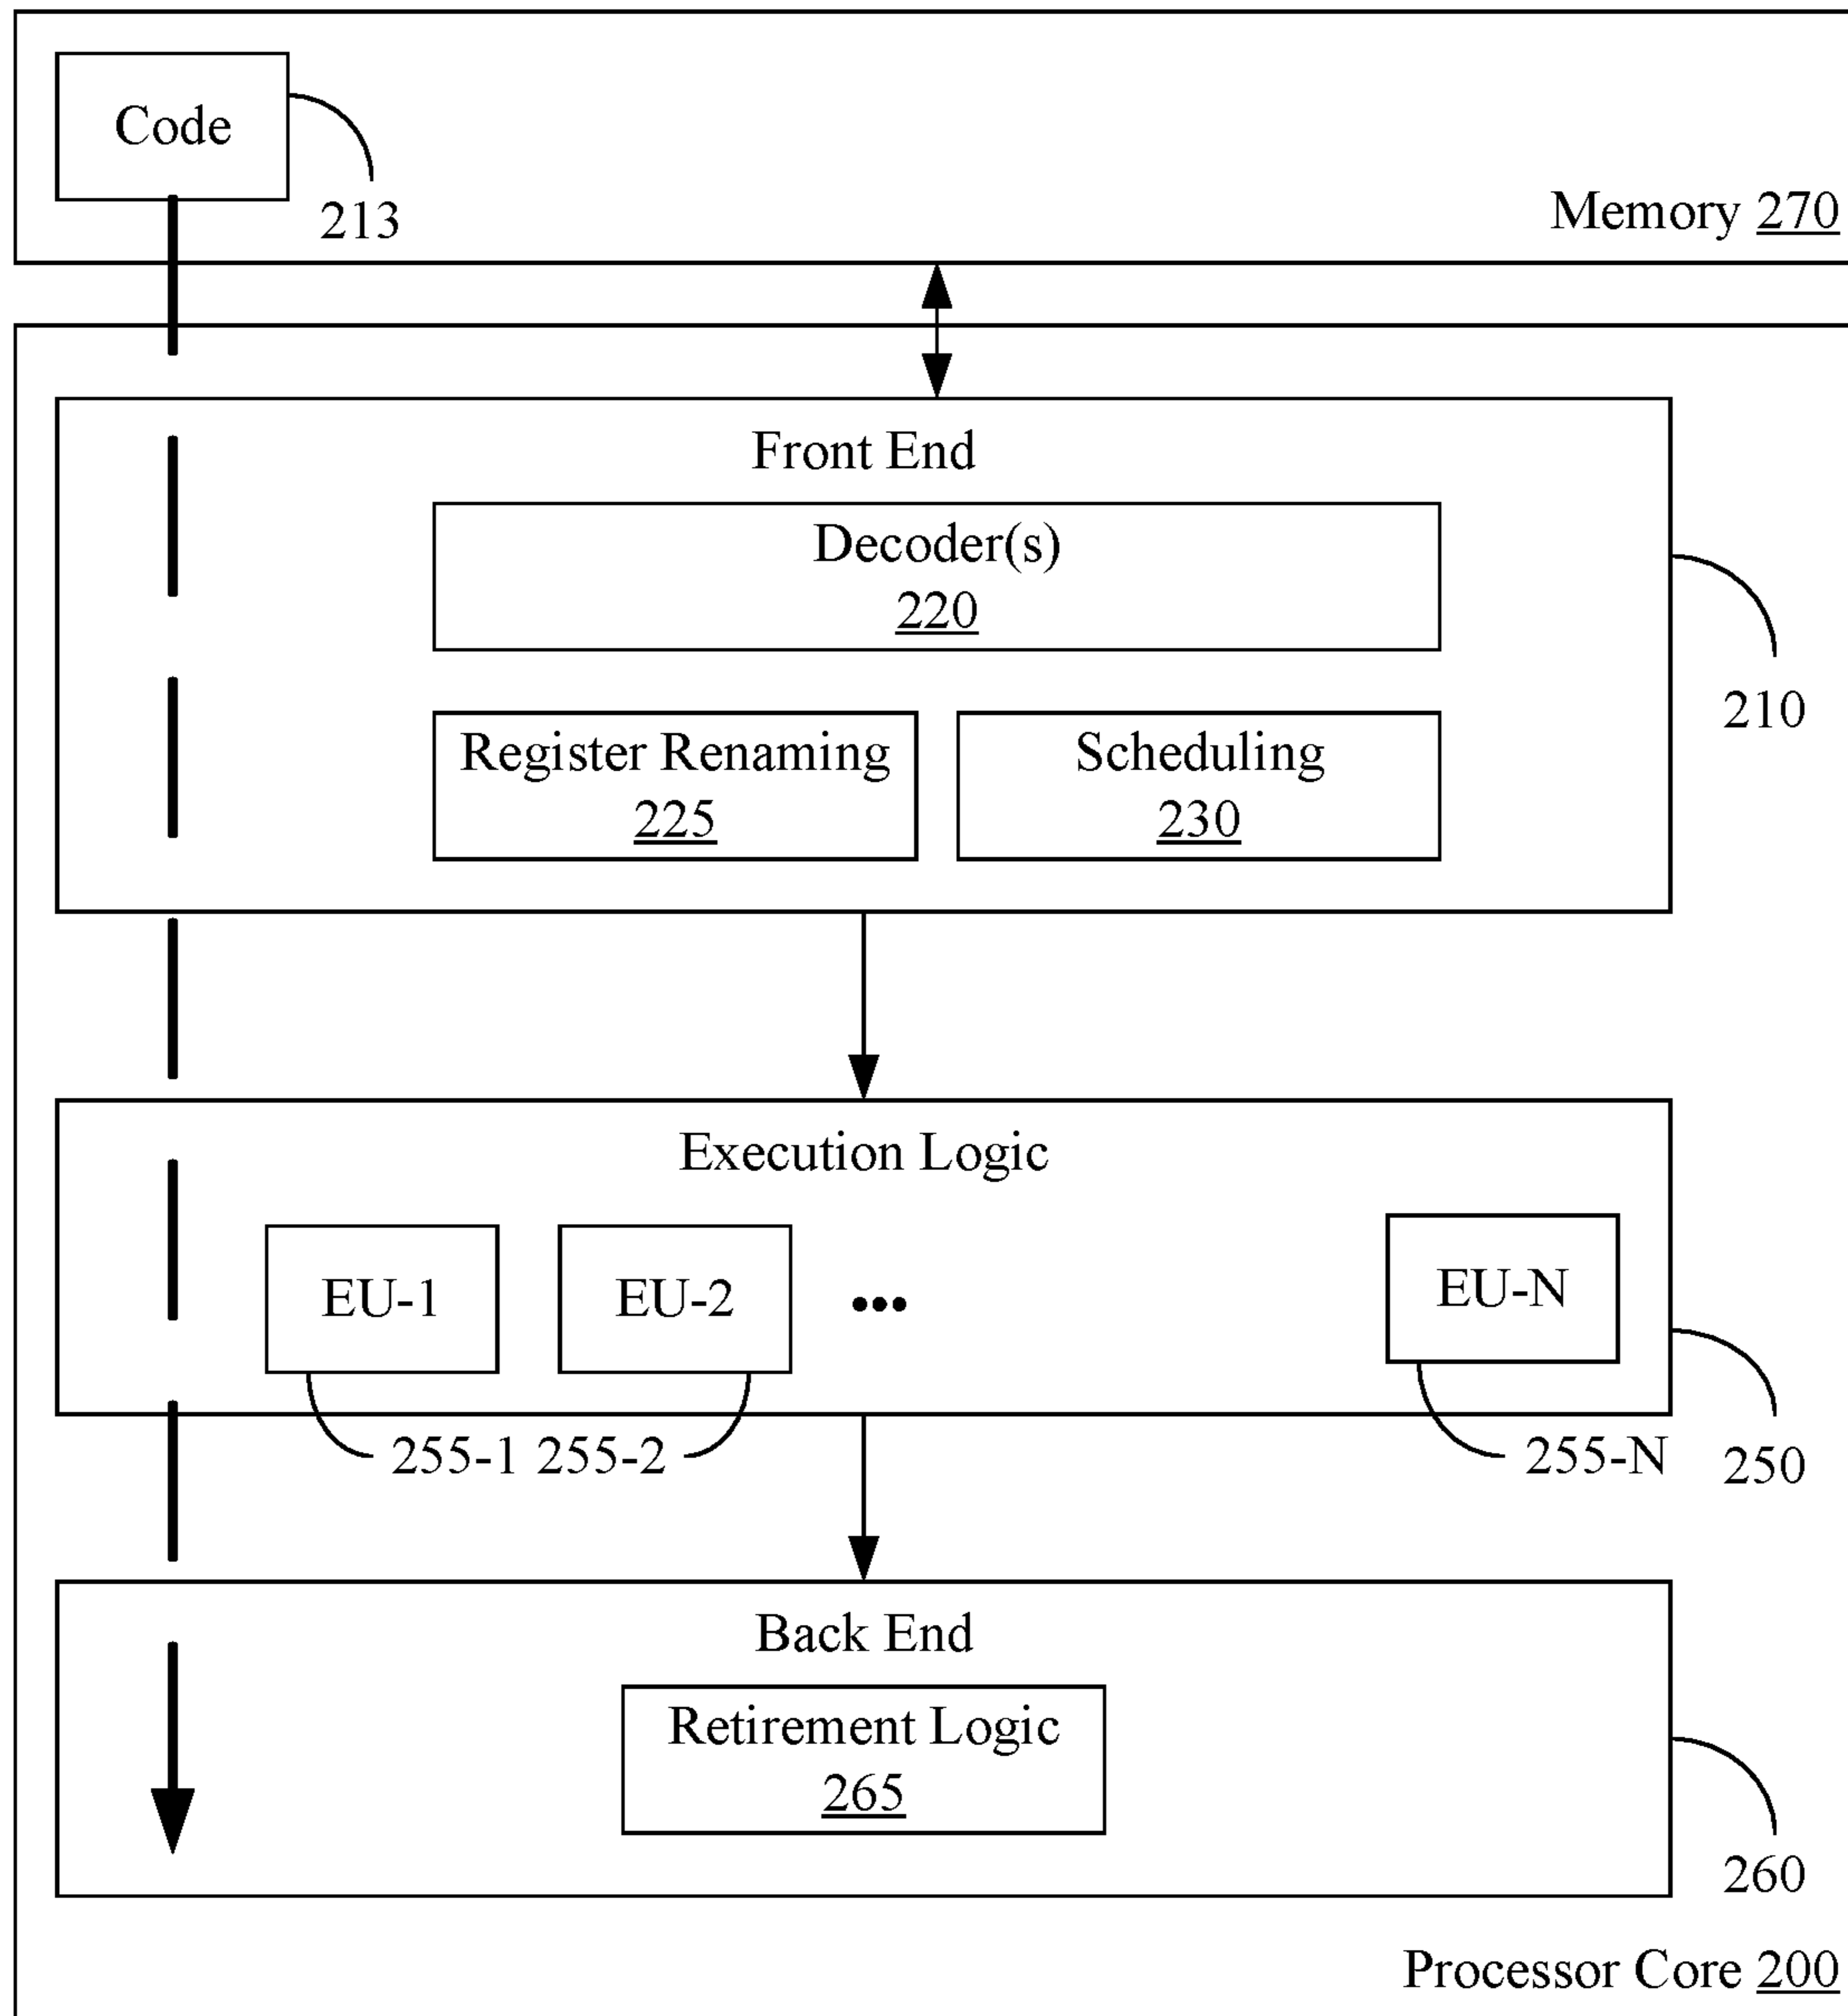 Code
213
Memory 270
Front End
Decoder(s)
220
210
Register Renaming
225
Scheduling
230
Execution Logic
EU-1
EU-2
•••
EU-N
255-1
255-2
255-N
250
Back End
Retirement Logic
265
260
Processor Core 200